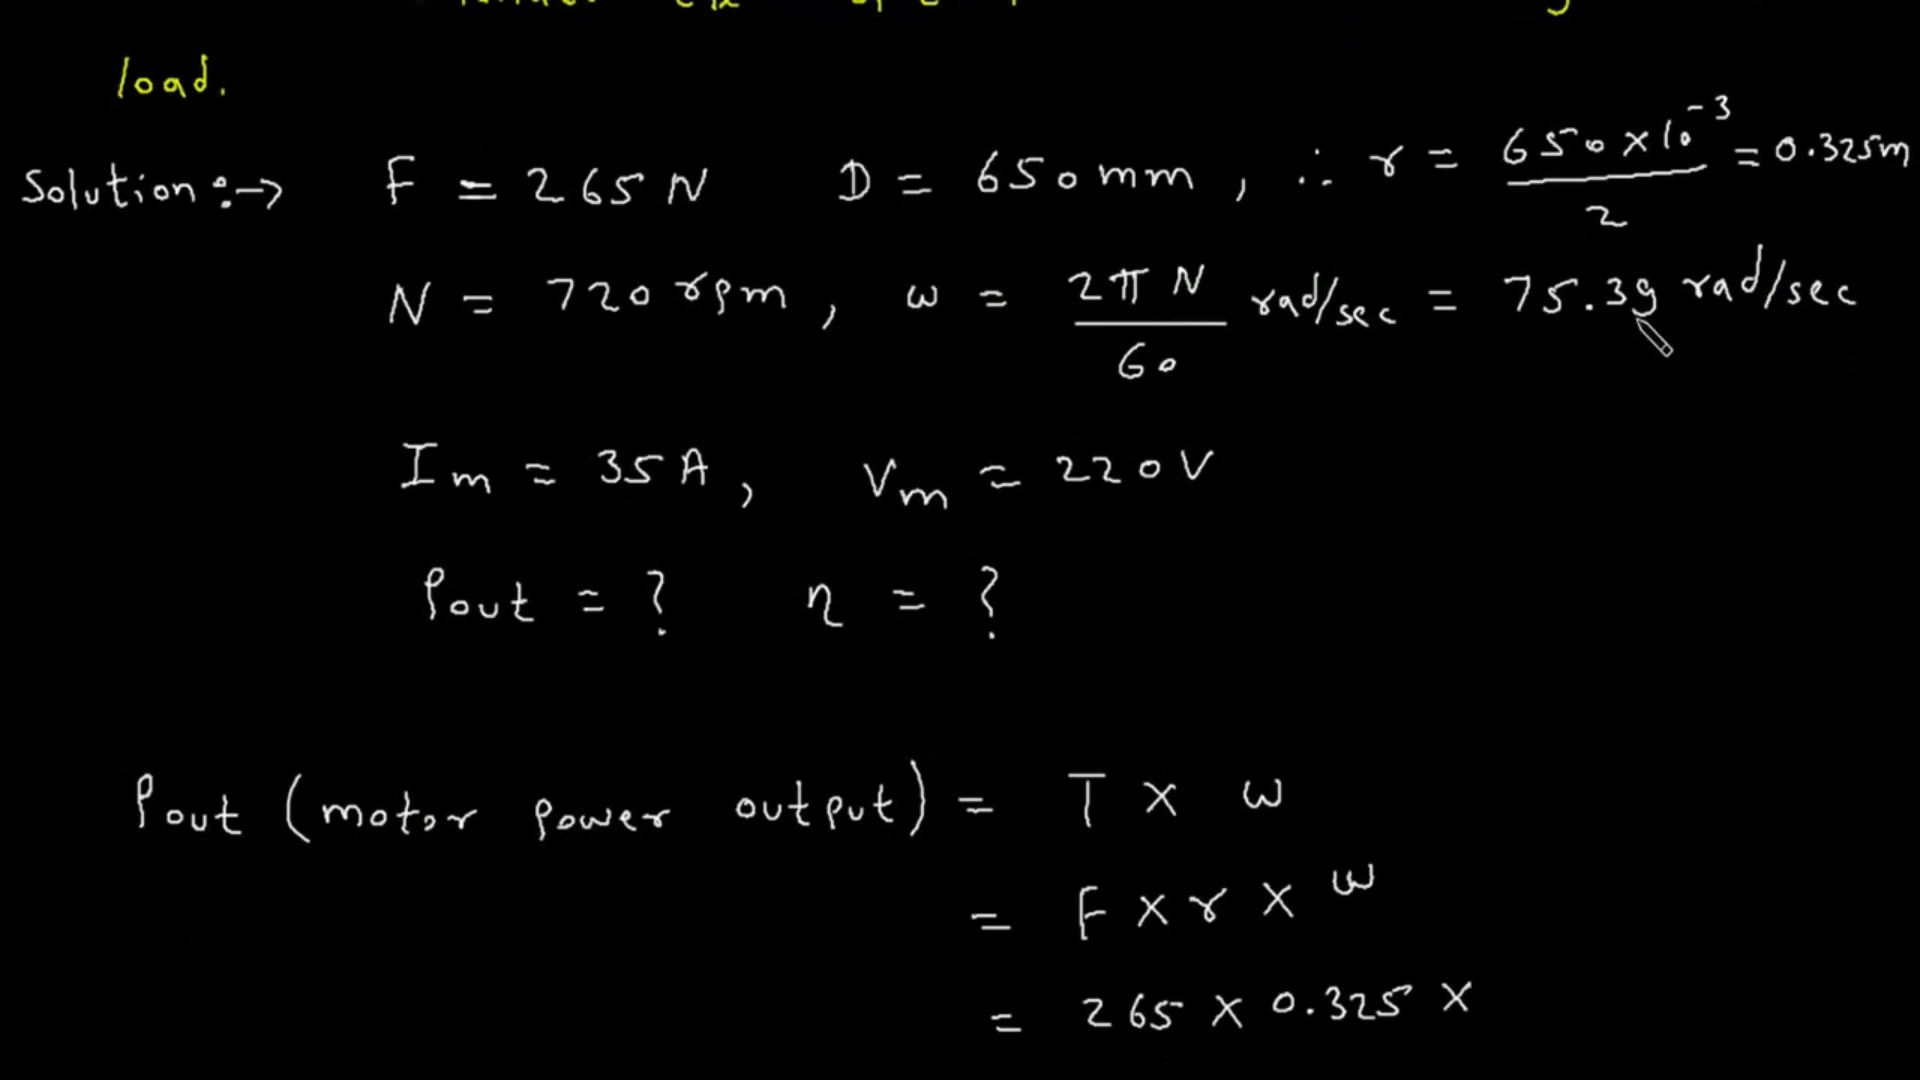 load.
Solution :→ F = 265 N D = 650 mm , ∴ r = 650 × 10⁻³ / 2 = 0.325m
N = 720 rpm , ω = 2πN / 60 rad/sec = 75.39 rad/sec
Im = 35 A , Vm = 220 V
Pout = ? η = ?
Pout (motor power output) = T × ω
= F × r × ω
= 265 × 0.325 ×